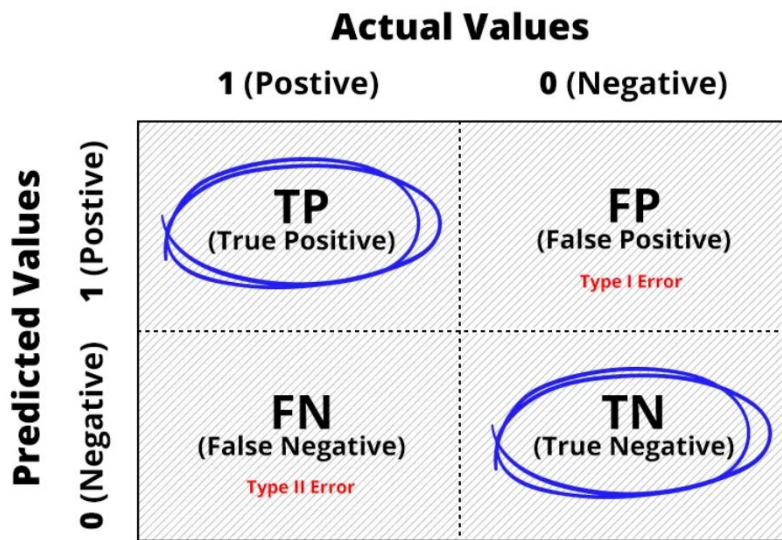 Actual Values
1 (Postive)
0 (Negative)
Predicted Values
1 (Postive)
TP
(True Positive)
FP
(False Positive)
Type I Error
0 (Negative)
FN
(False Negative)
Type II Error
TN
(True Negative)